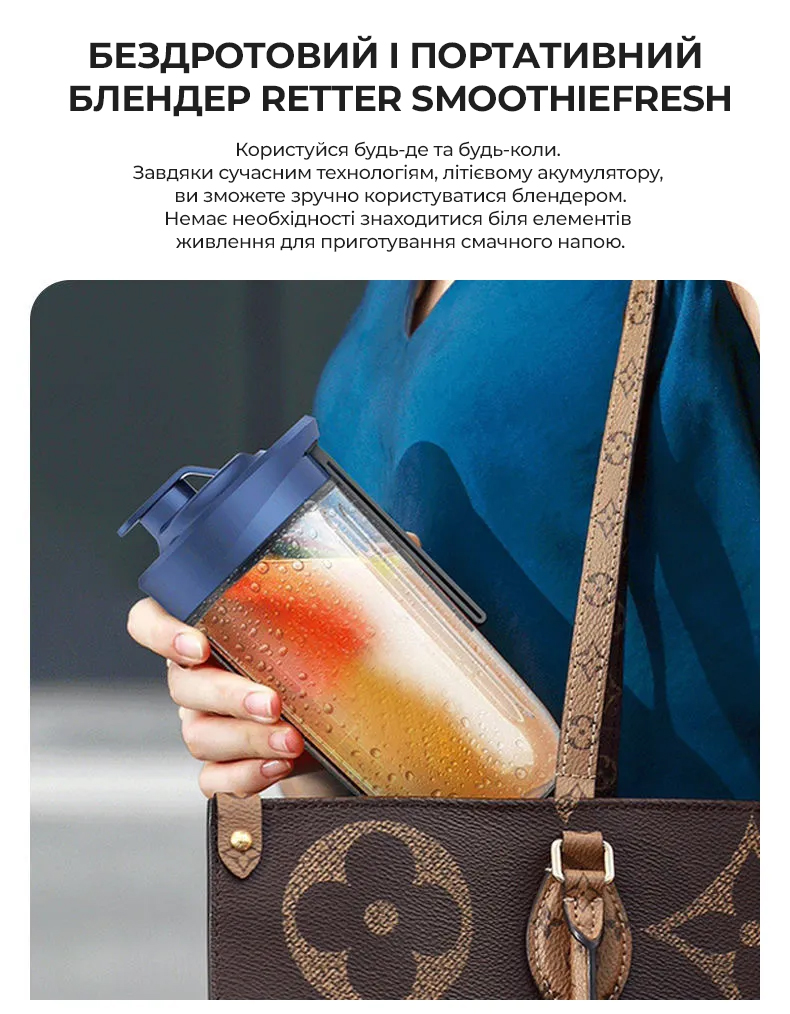 БЕЗДРОТОВИЙ І ПОРТАТИВНИЙ
БЛЕНДЕР RETTER SMOOTHIEFRESH
Користуйся будь-де та будь-коли.
Завдяки сучасним технологіям, літієвому акумулятору,
ви зможете зручно користуватися блендером.
Немає необхідності знаходитися біля елементів
живлення для приготування смачного напою.